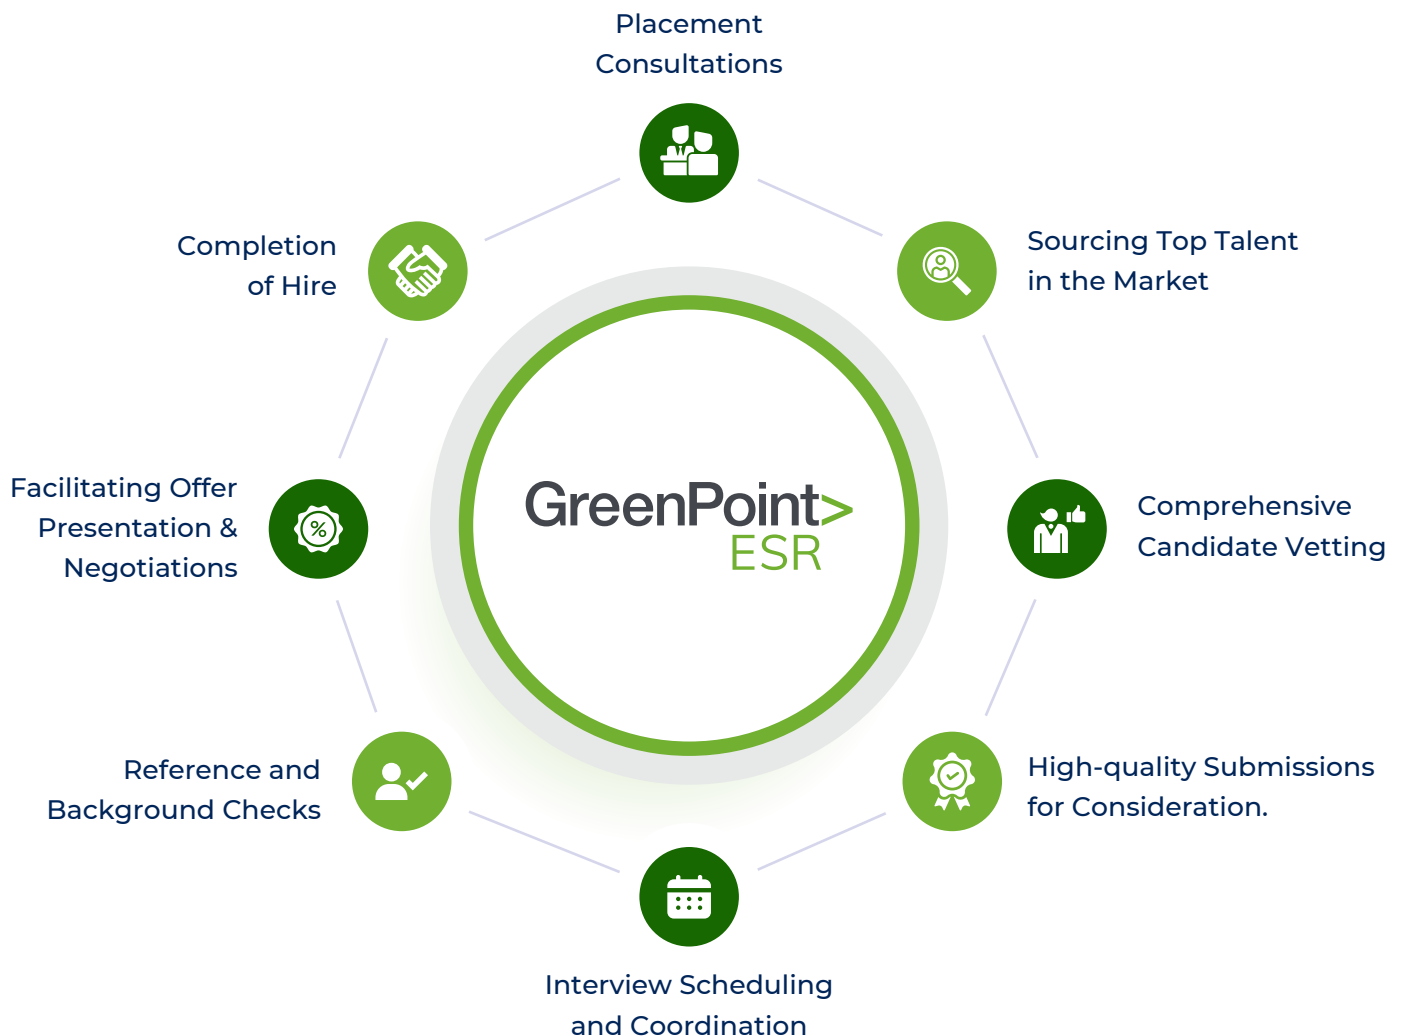 Placement
Consultations
Sourcing Top Talent
in the Market
Comprehensive
Candidate Vetting
High-quality Submissions
for Consideration.
Interview Scheduling
and Coordination
Reference and
Background Checks
Facilitating Offer
Presentation &
Negotiations
Completion
of Hire
GreenPoint>
ESR
%